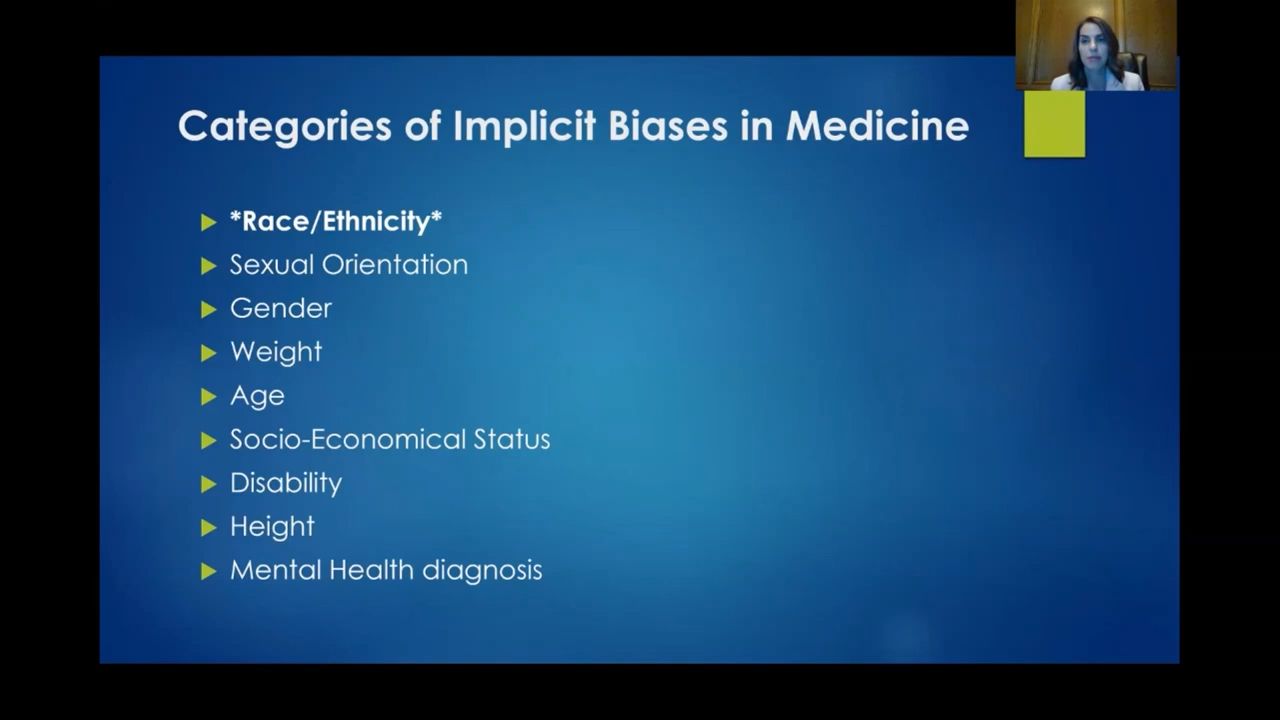 Categories of Implicit Biases in Medicine
*Race/Ethnicity*
Sexual Orientation
Gender
Weight
Age
Socio-Economical Status
Disability
Height
Mental Health diagnosis